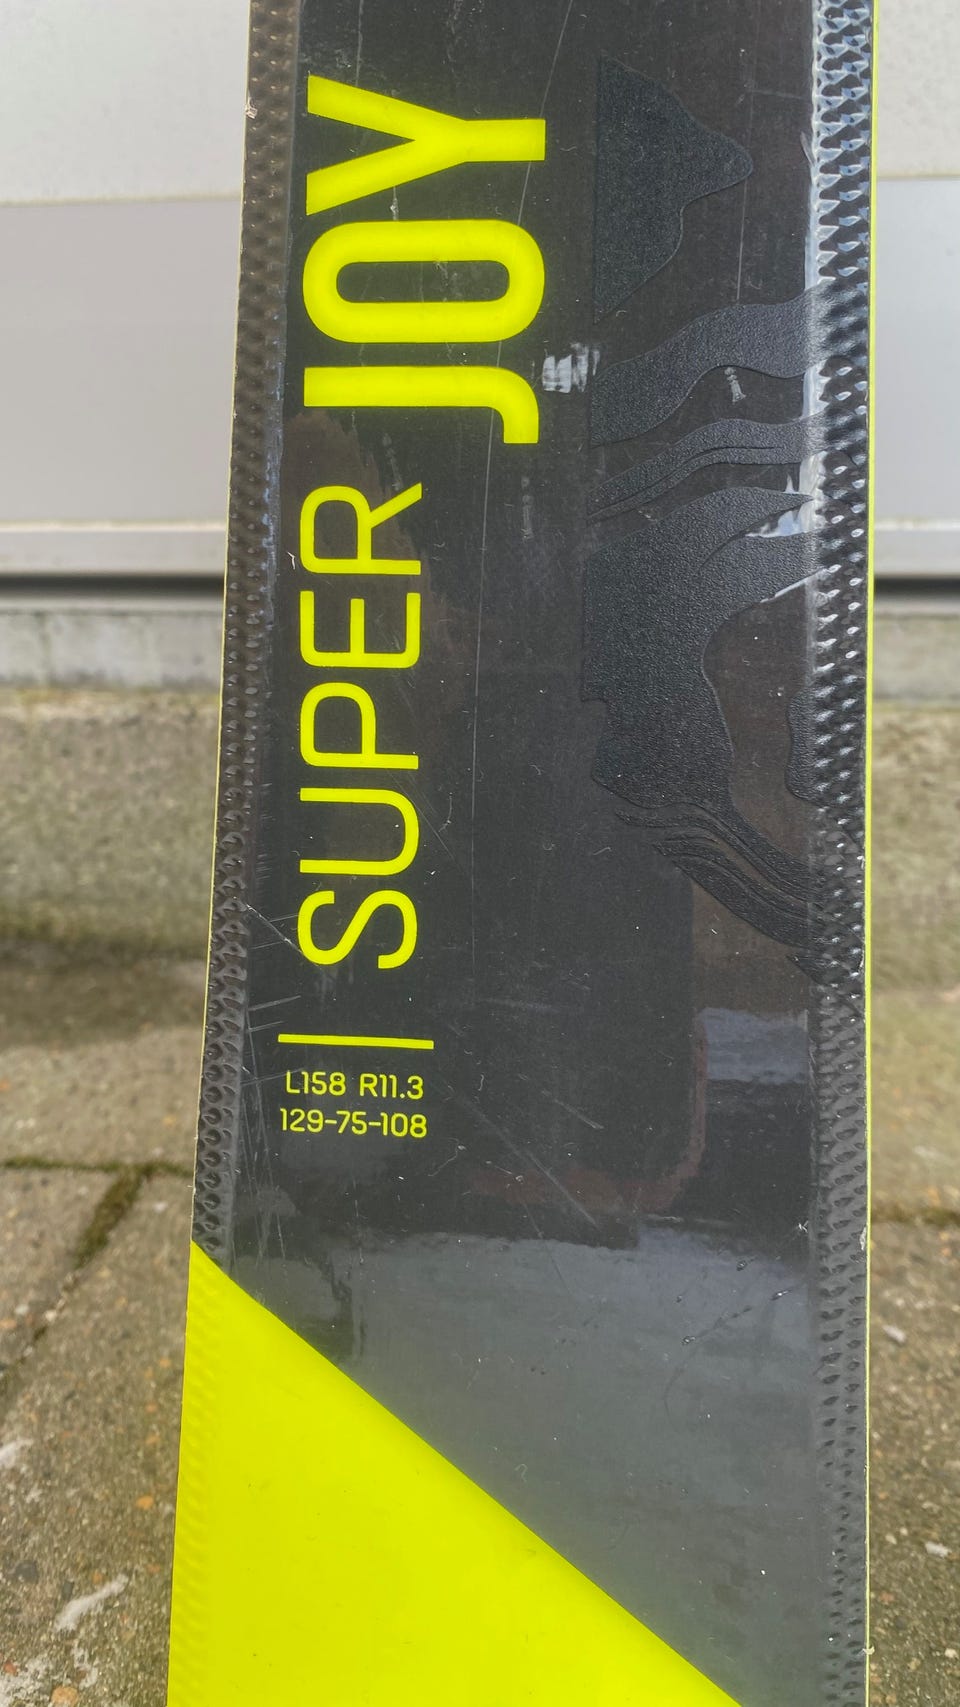 SUPER JOY
L158 R11.3
129-75-108